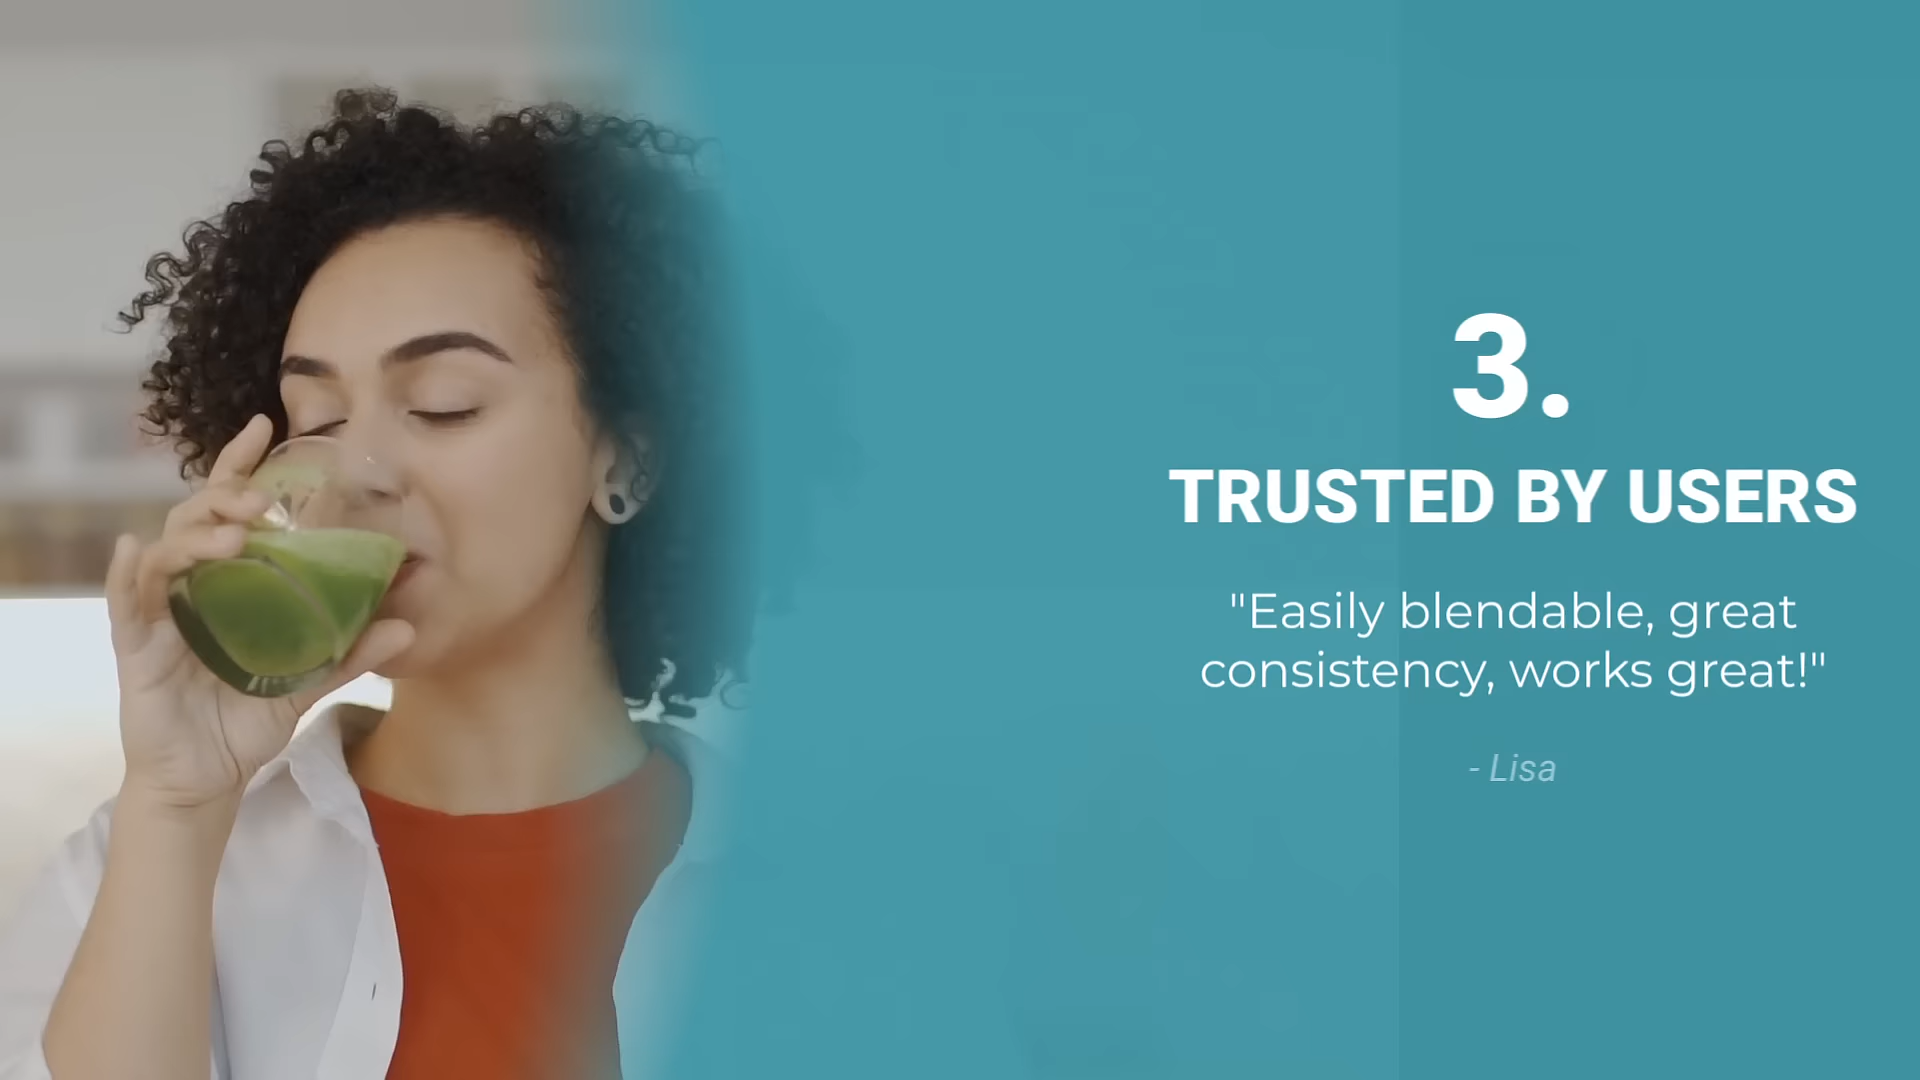 3.
TRUSTED BY USERS
"Easily blendable, great
consistency, works great!"
- Lisa